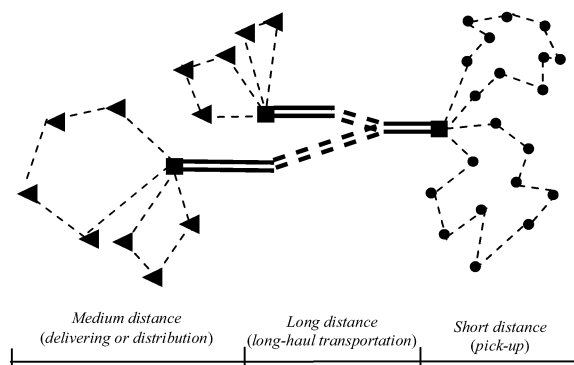 Medium distance
(delivering or distribution)
Long distance
(long-haul transportation)
Short distance
(pick-up)